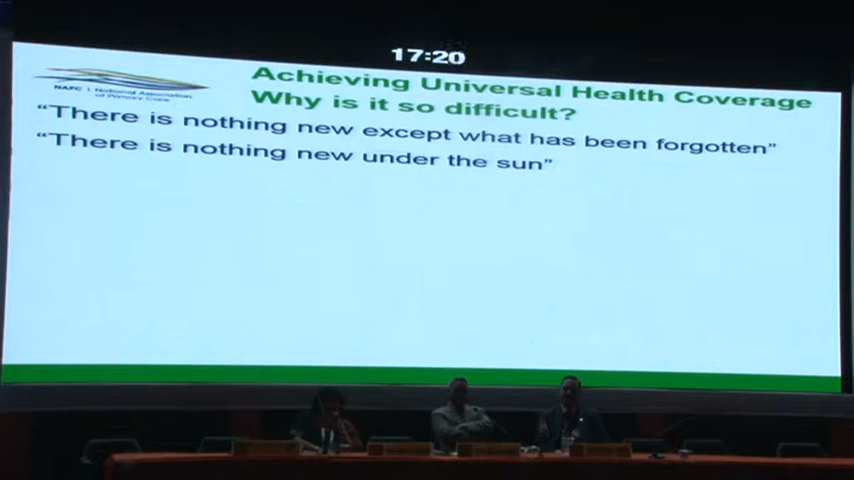 17:20
Achieving Universal Health Coverage
Why is it so difficult?
NAPC | National Association
of Primary Care
“There is nothing new except what has been forgotten”
“There is nothing new under the sun”